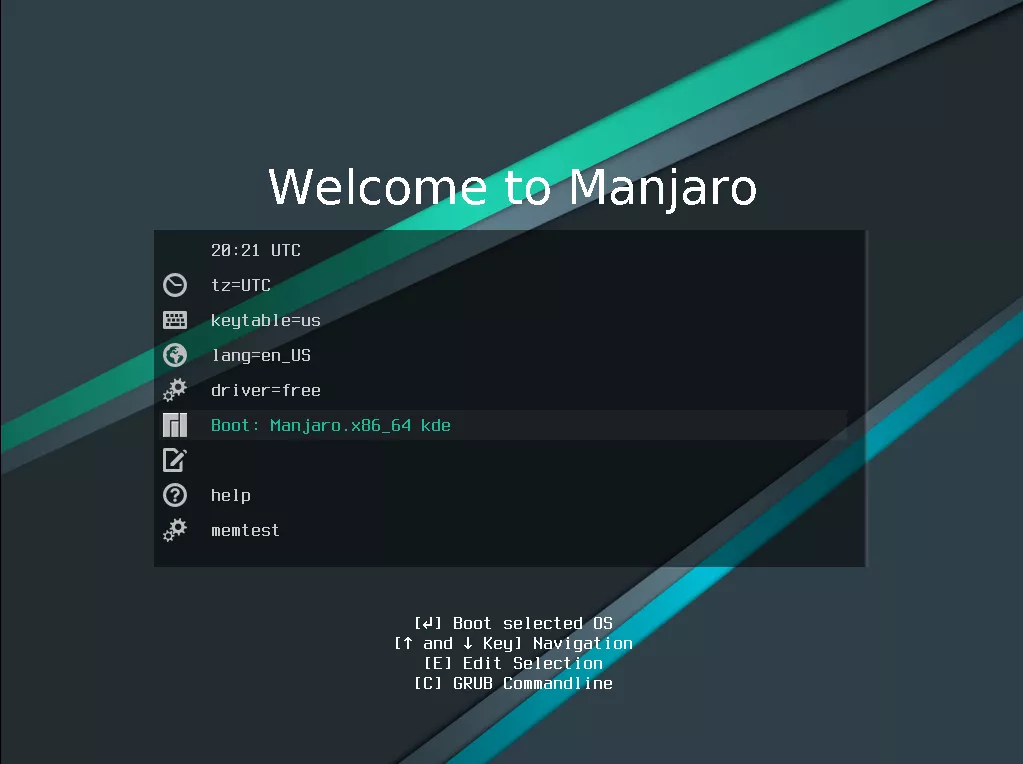 Welcome to Manjaro
20:21 UTC
tz=UTC
keytable=us
lang=en_US
driver=free
Boot: Manjaro.x86_64 kde
help
memtest
[↲] Boot selected OS
[↑ and ↓ Key] Navigation
[E] Edit Selection
[C] GRUB Commandline